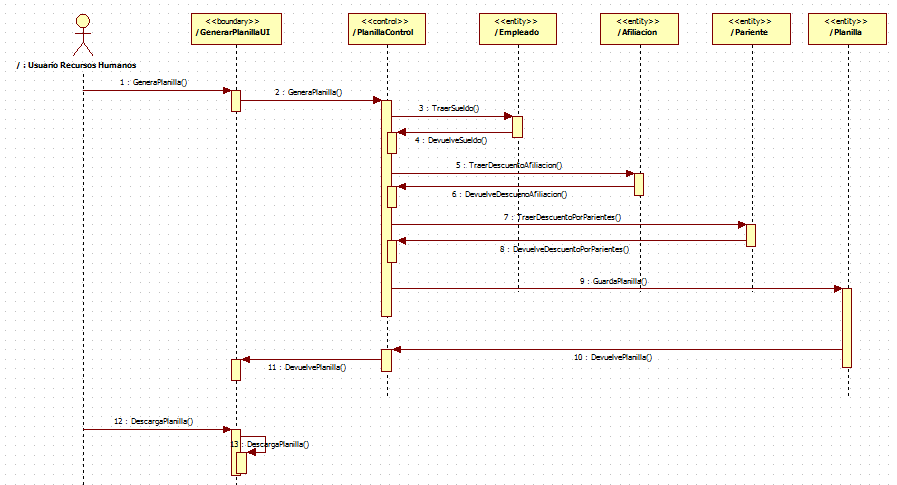 <<boundary>>
/GenerarPlanillaUI
<<control>>
/PlanillaControl
<<entity>>
/Empleado
<<entity>>
/Afiliacion
<<entity>>
/Pariente
<<entity>>
/Planilla
/ : Usuario Recursos Humanos
1 : GeneraPlanilla()
2 : GeneraPlanilla()
3 : TraerSueldo()
4 : DevuelveSueldo()
5 : TraerDescuentoAfiliacion()
6 : DevuelveDescuenoAfiliacion()
7 : TraerDescuentoPorParientes()
8 : DevuelveDescuentoPorParientes()
9 : GuardaPlanilla()
10 : DevuelvePlanilla()
11 : DevuelvePlanilla()
12 : DescargaPlanilla()
13 : DescargaPlanilla()